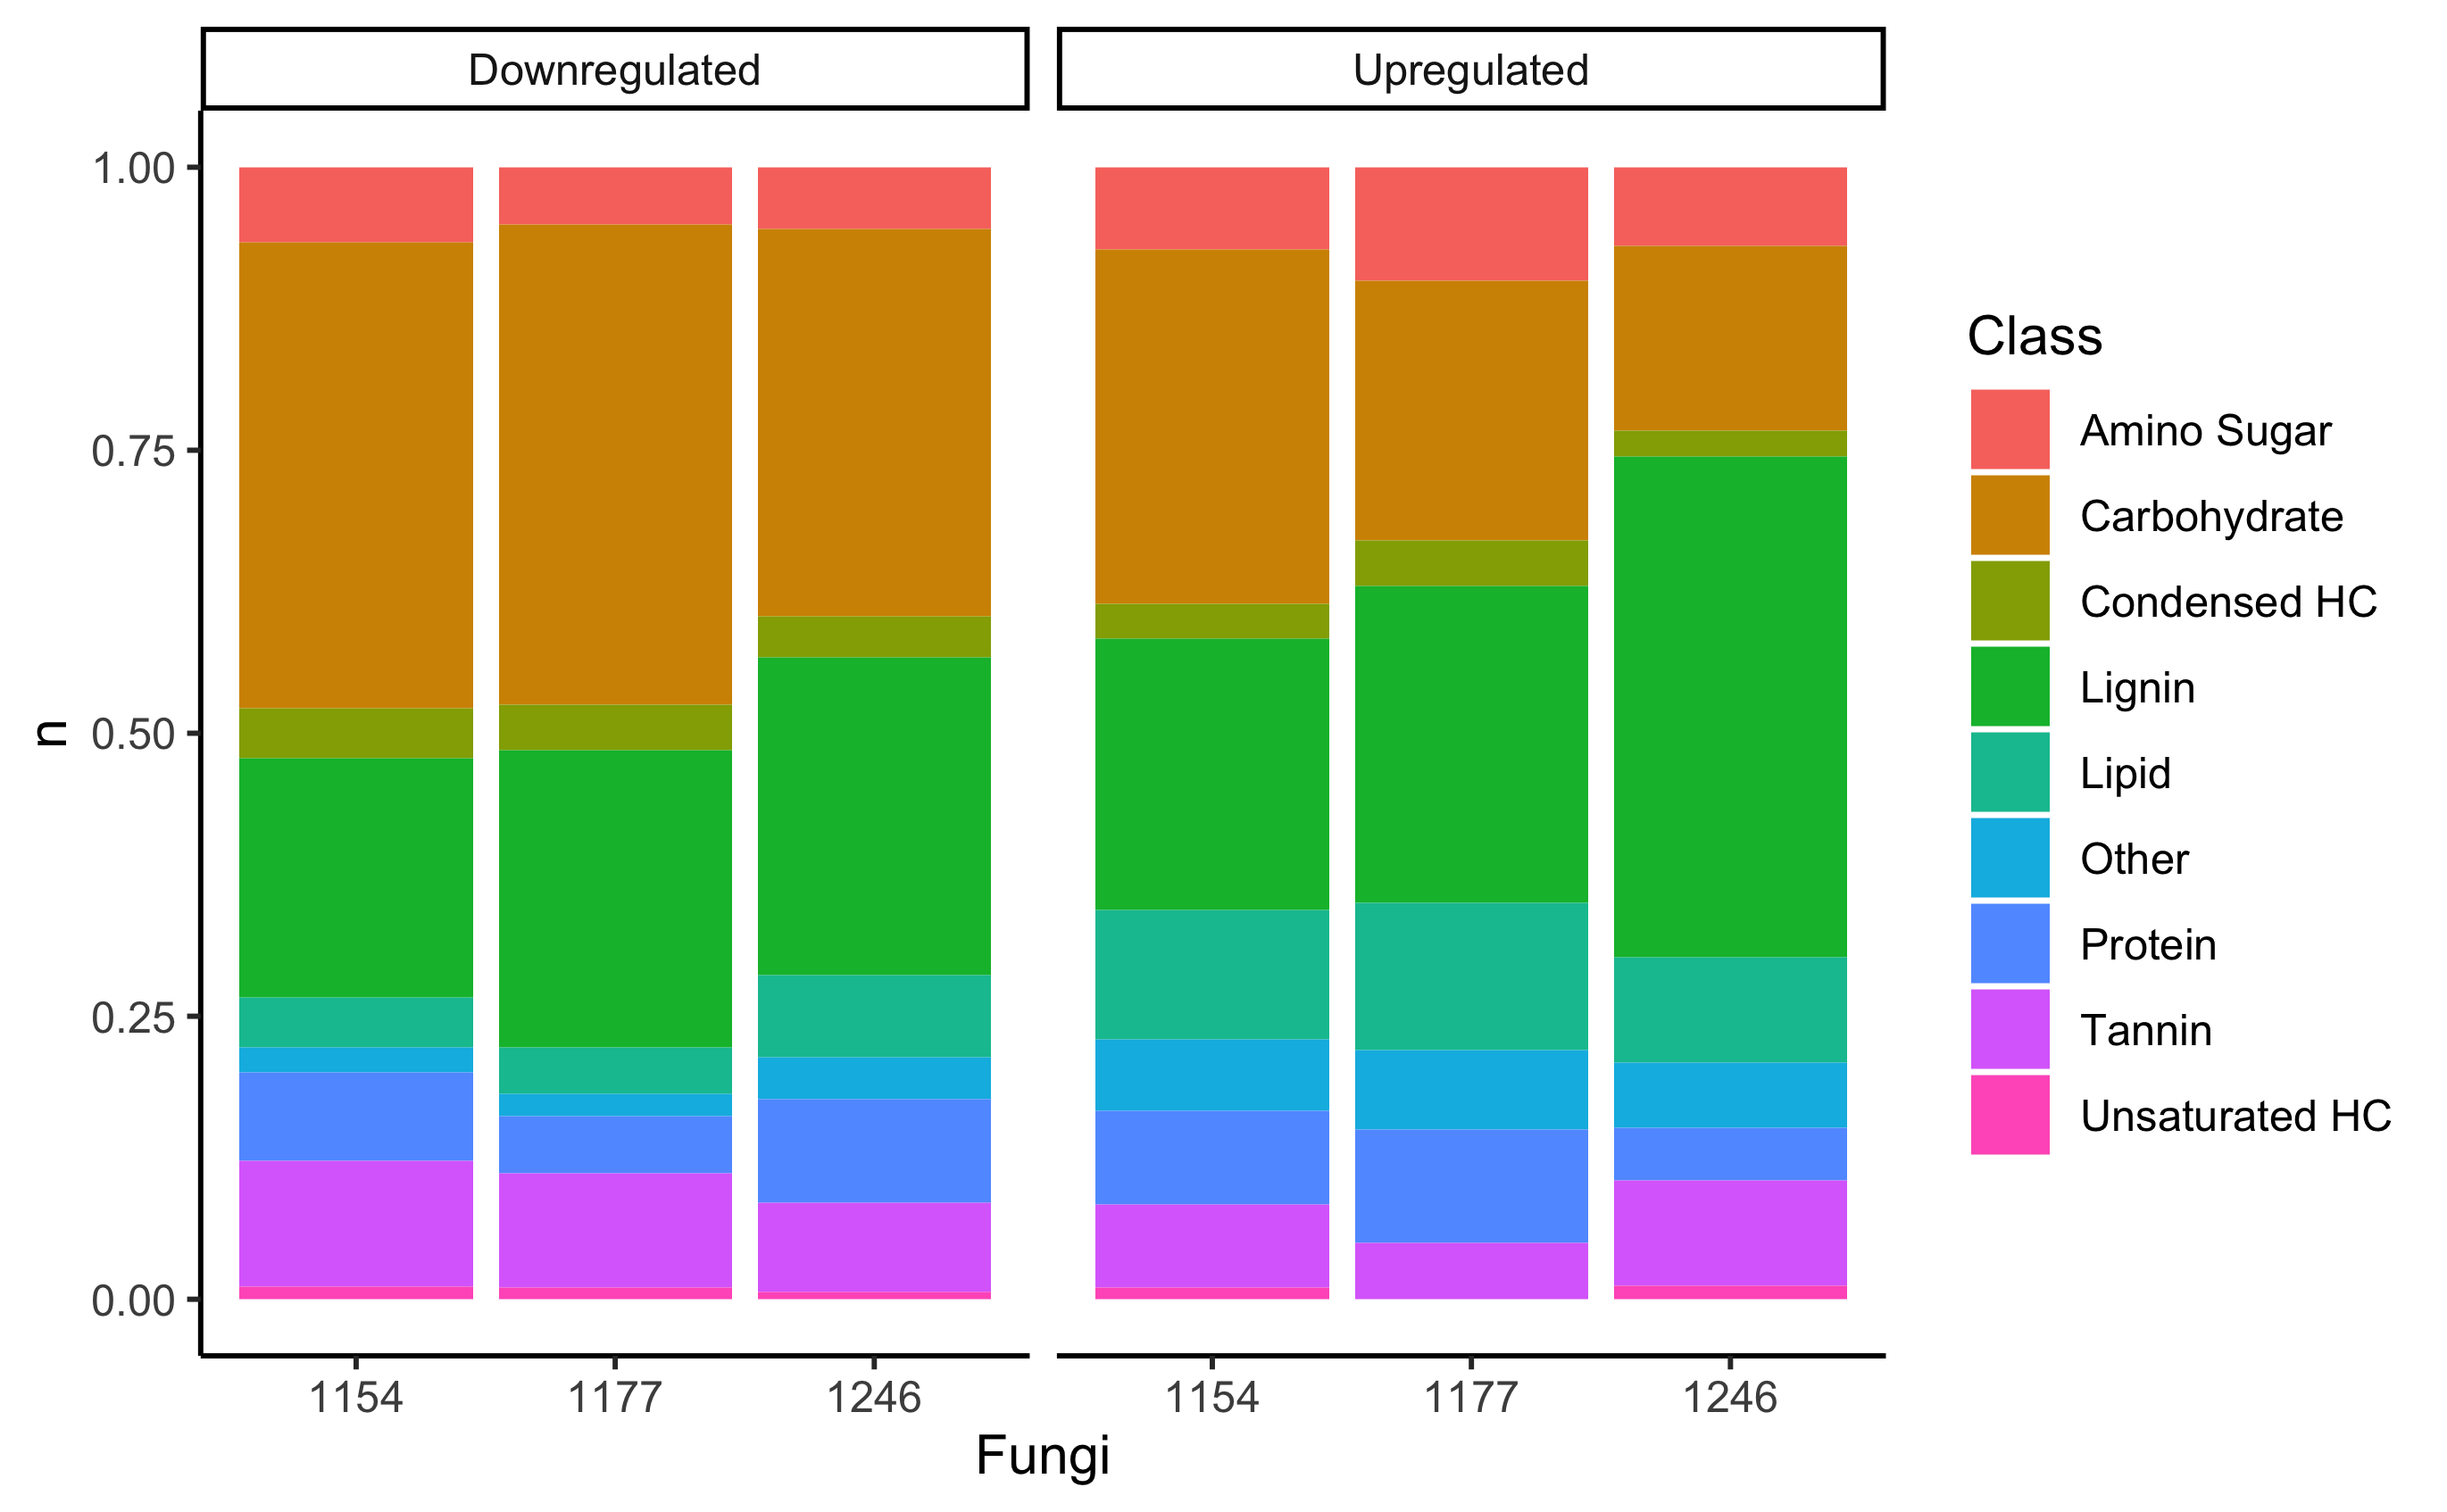 Downregulated
Upregulated
1.00
0.75
0.50
0.25
0.00
n
1154
1177
1246
1154
1177
1246
Fungi
Class
Amino Sugar
Carbohydrate
Condensed HC
Lignin
Lipid
Other
Protein
Tannin
Unsaturated HC